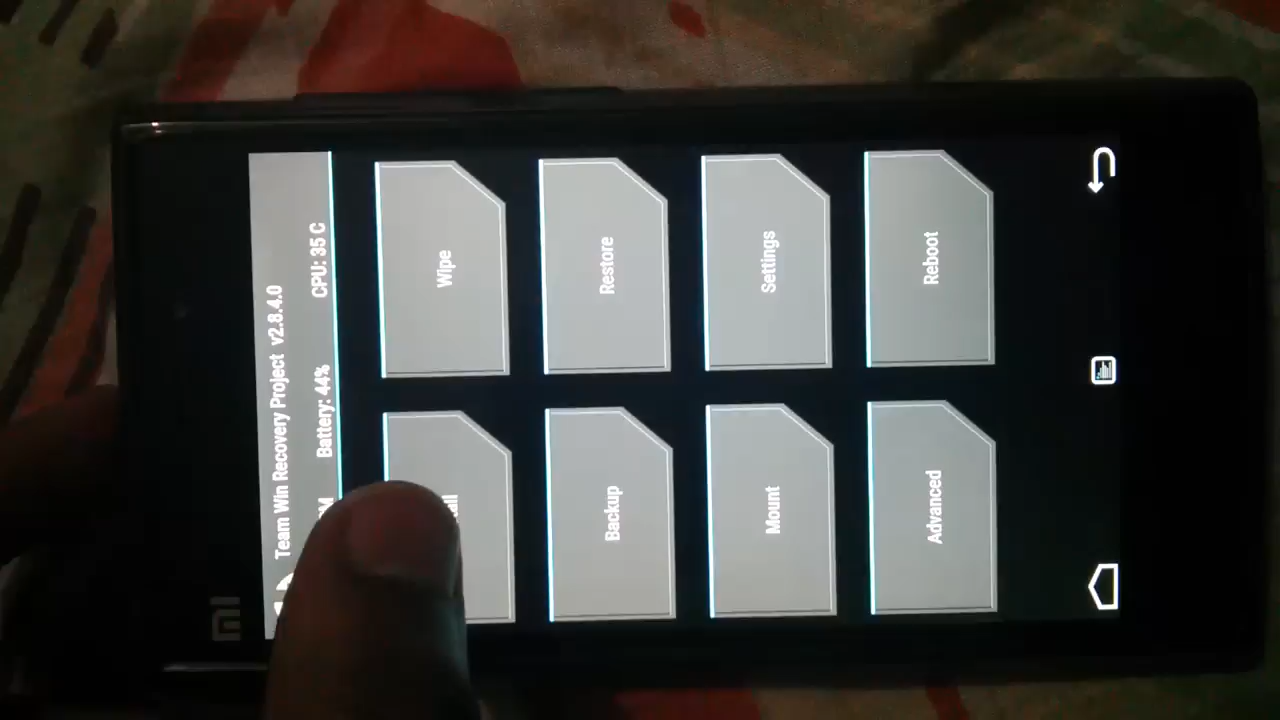 mi
Team Win Recovery Project v2.8.4.0
Battery: 44% CPU: 35 C
Wipe
Backup Restore
Mount Settings
Advanced Reboot